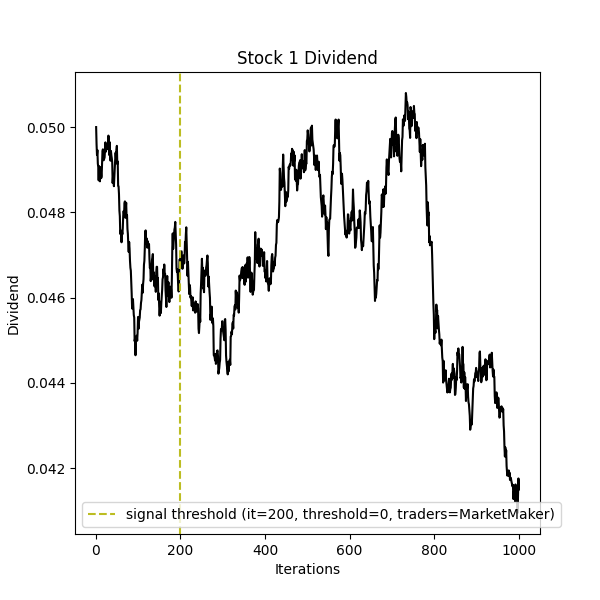 Stock 1 Dividend
0.050
0.048
0.046
0.044
0.042
Dividend
signal threshold (it=200, threshold=0, traders=MarketMaker)
0 200 400 600 800 1000
Iterations